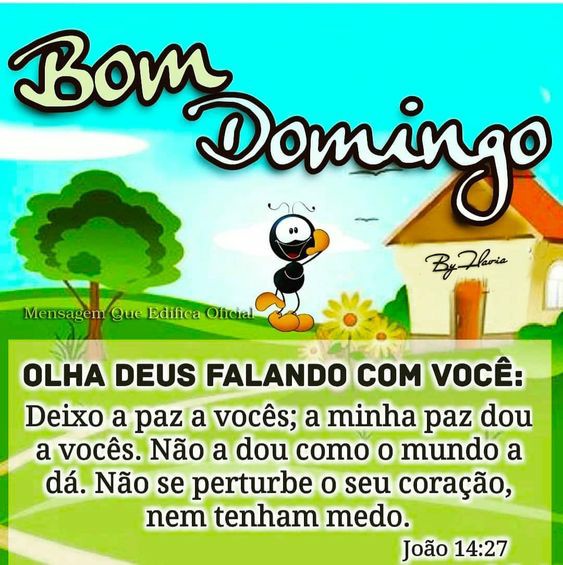 Bom
Domingo
By Flavia
Mensagem Que Edifica Oficial
OLHA DEUS FALANDO COM VOCÊ:
Deixo a paz a vocês; a minha paz dou
a vocês. Não a dou como o mundo a
dá. Não se perturbe o seu coração,
nem tenham medo.
João 14:27